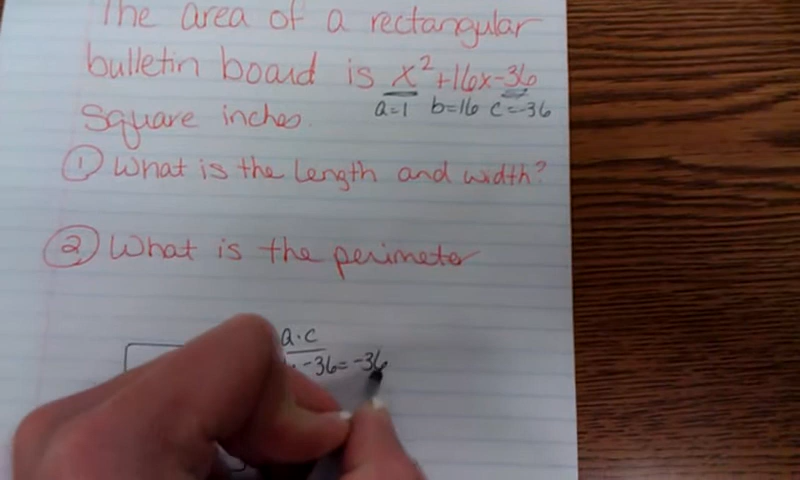 The area of a rectangular
bulletin board is x²+16x-36
a=1 b=16 c=-36
Square inches.
① What is the length and width?
② What is the perimeter
a·c
· -36 = -36